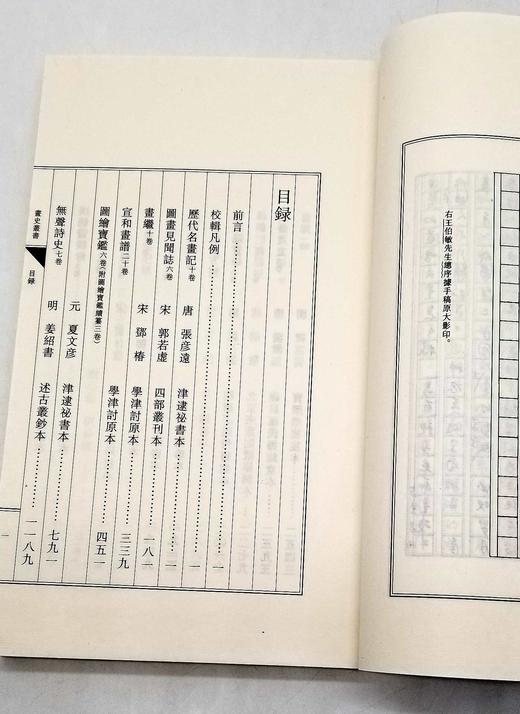 右王伯敏先生總序據手稿原大影印。
目録
前言……………………一
校輯凡例……………………一
歷代名畫記十卷 唐 張彥遠 津逮祕書本……一
圖畫見聞誌六卷 宋 郭若虛 四部叢刊本……一八一
畫繼十卷 宋 鄧椿 學津討原本……三三九
宣和畫譜二十卷 學津討原本……四五一
圖繪寶鑑六卷(附圖繪寶鑑續纂三卷)
元 夏文彥 津逮祕書本……七九一
無聲詩史七卷 明 姜紹書 述古叢鈔本……一一八九
畫史叢書 目録 一